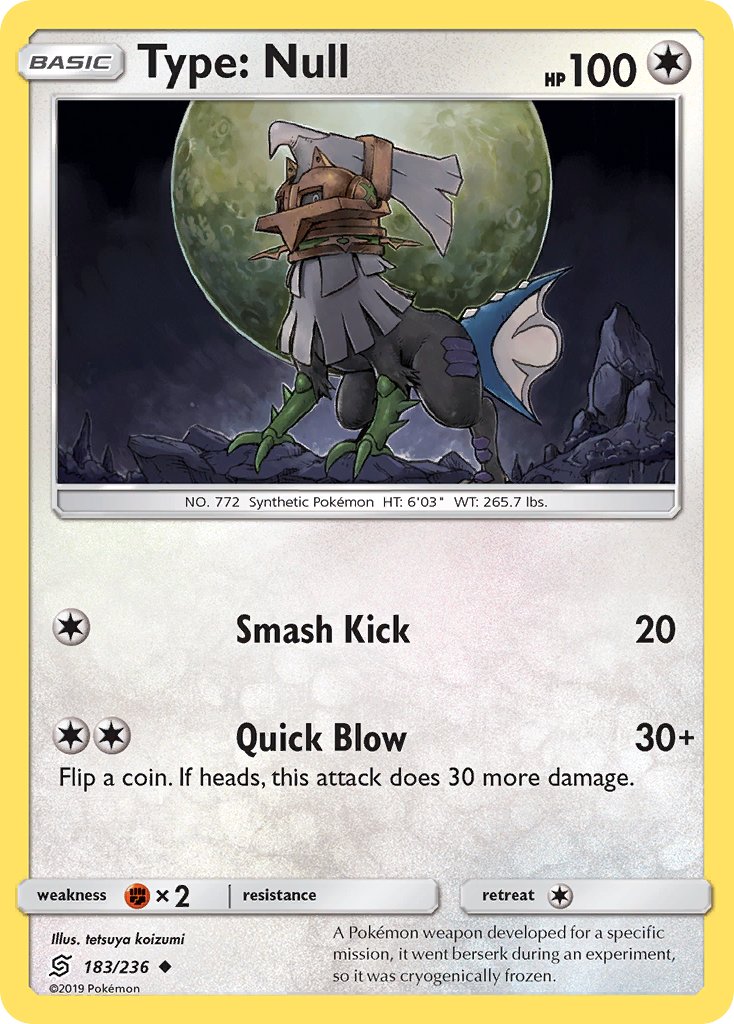 BASIC Type: Null HP 100
NO. 772 Synthetic Pokémon HT: 6'03" WT: 265.7 lbs.
Smash Kick 20
Quick Blow 30+
Flip a coin. If heads, this attack does 30 more damage.
weakness ×2 resistance retreat
Illus. tetsuya koizumi
183/236
©2019 Pokémon
A Pokémon weapon developed for a specific
mission, it went berserk during an experiment,
so it was cryogenically frozen.